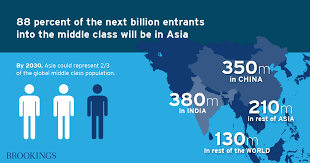 88 percent of the next billion entrants
into the middle class will be in Asia
By 2030, Asia could represent 2/3
of the global middle class population.
350m
in CHINA
380m
in INDIA
210m
in rest of ASIA
130m
in rest of the WORLD
BROOKINGS